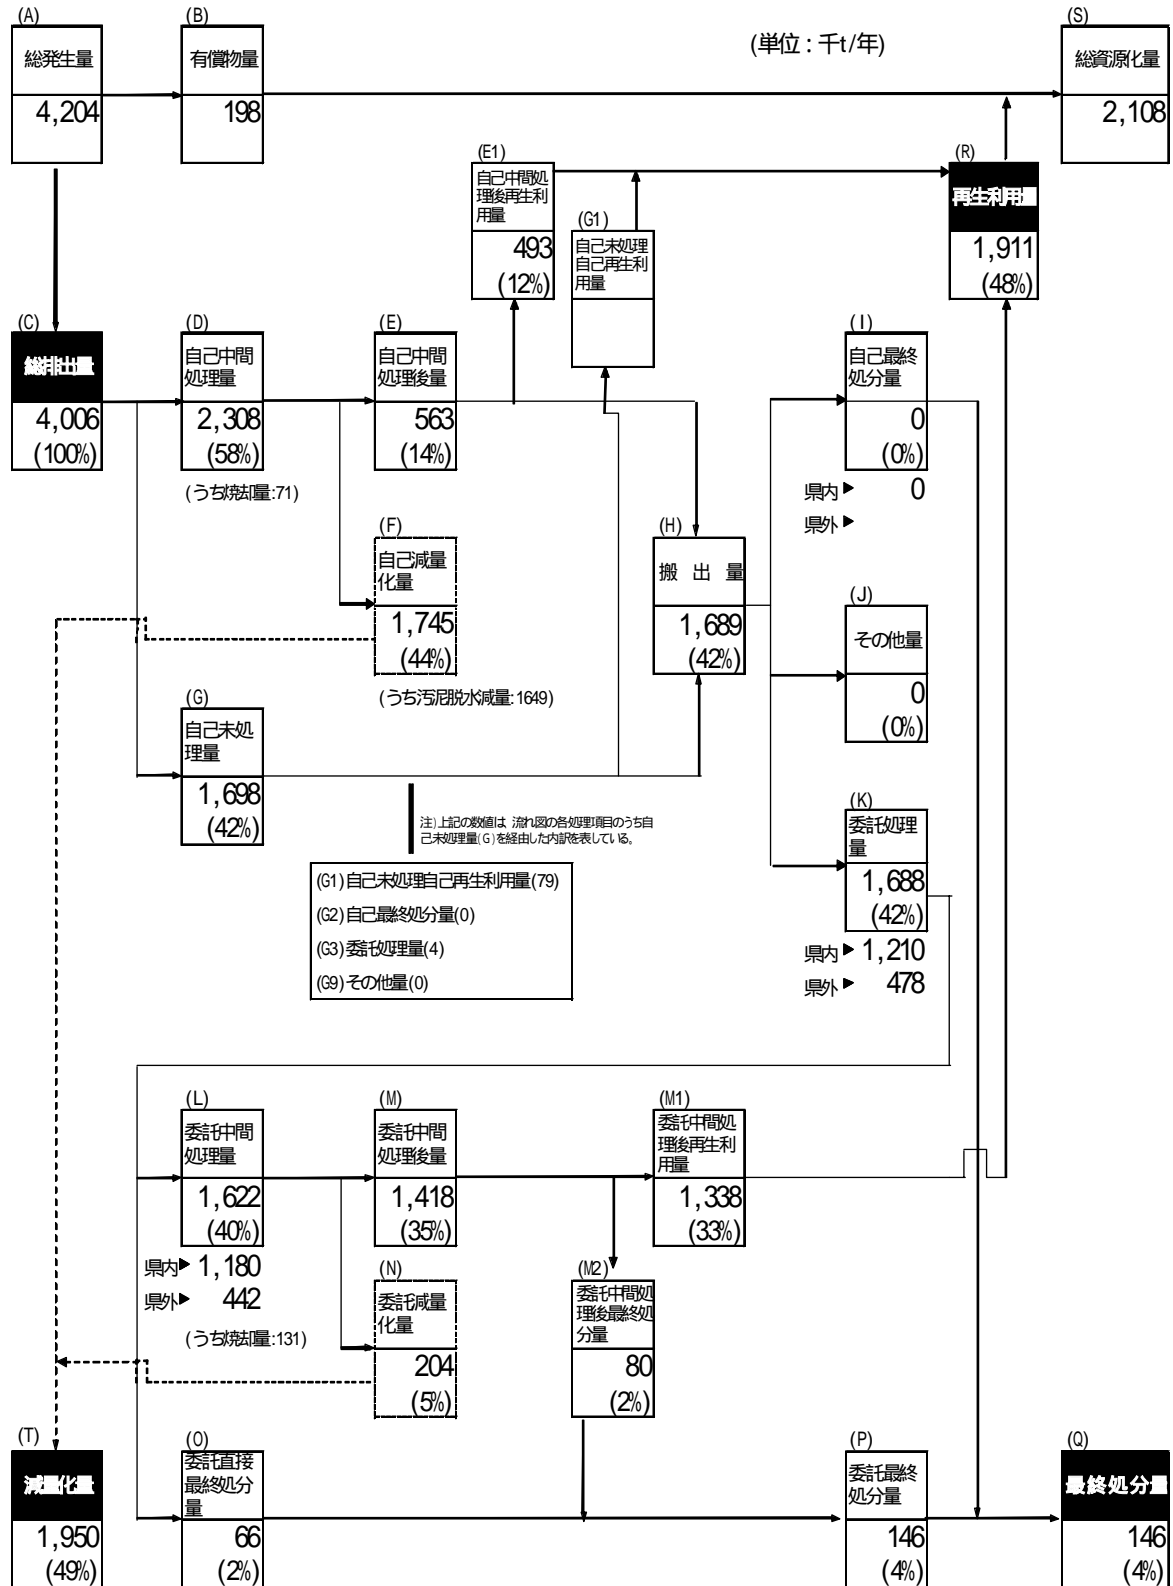 (A)
総発生量
4,204
(B)
有償物量
198
(単位：千t/年)
(S)
総資源化量
2,108
(E1)
自己中間処
理後再生利
用量
493
(12%)
(G1)
自己未処理
自己再生利
用量
(R)
再生利用量
1,911
(48%)
(C)
総排出量
4,006
(100%)
(D)
自己中間
処理量
2,308
(58%)
(うち焼却量:71)
(E)
自己中間
処理後量
563
(14%)
(I)
自己最終
処分量
0
(0%)
県内▶ 0
県外▶
(F)
自己減量
化量
1,745
(44%)
(うち汚泥脱水減量:1649)
(H)
搬 出 量
1,689
(42%)
(J)
その他量
0
(0%)
(G)
自己未処
理量
1,698
(42%)
注)上記の数値は 流れ図の各処理項目のうち自
己未処理量(G)を経由した内訳を表している。
(G1)自己未処理自己再生利用量(79)
(G2)自己最終処分量(0)
(G3)委託処理量(4)
(G9)その他量(0)
(K)
委託処理
量
1,688
(42%)
県内▶ 1,210
県外▶ 478
(L)
委託中間
処理量
1,622
(40%)
県内▶ 1,180
県外▶ 442
(うち焼却量:131)
(M)
委託中間
処理後量
1,418
(35%)
(M1)
委託中間処
理後再生利
用量
1,338
(33%)
(N)
委託減量
化量
204
(5%)
(M2)
委託中間処
理後最終処
分量
80
(2%)
(T)
減量化量
1,950
(49%)
(O)
委託直接
最終処分
量
66
(2%)
(P)
委託最終
処分量
146
(4%)
(Q)
最終処分量
146
(4%)